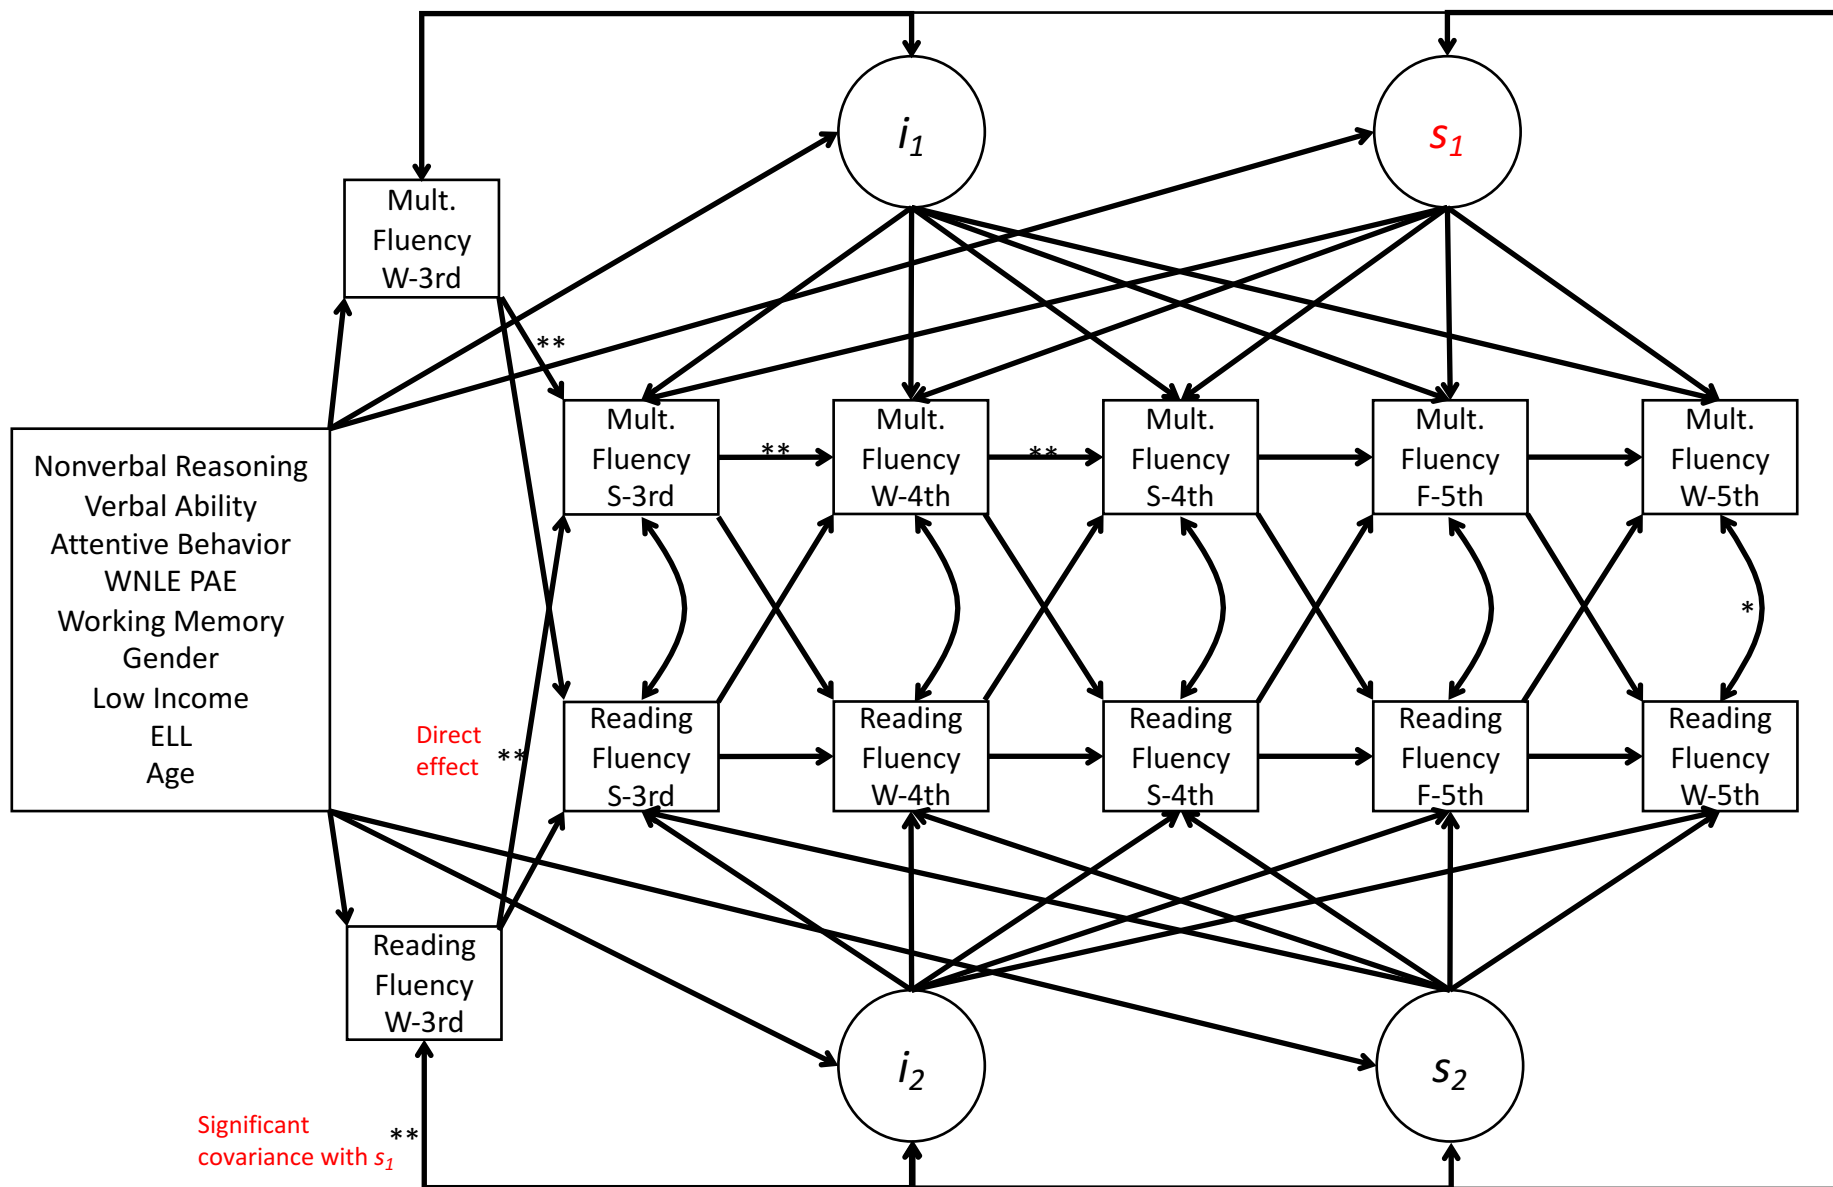 i1
s1
Mult.
Fluency
W-3rd
**
Nonverbal Reasoning
Verbal Ability
Attentive Behavior
WNLE PAE
Working Memory
Gender
Low Income
ELL
Age
Mult.
Fluency
S-3rd
**
Mult.
Fluency
W-4th
**
Mult.
Fluency
S-4th
Mult.
Fluency
F-5th
Mult.
Fluency
W-5th
*
Direct
effect
**
Reading
Fluency
S-3rd
Reading
Fluency
W-4th
Reading
Fluency
S-4th
Reading
Fluency
F-5th
Reading
Fluency
W-5th
Reading
Fluency
W-3rd
i2
s2
Significant
covariance with s1
**